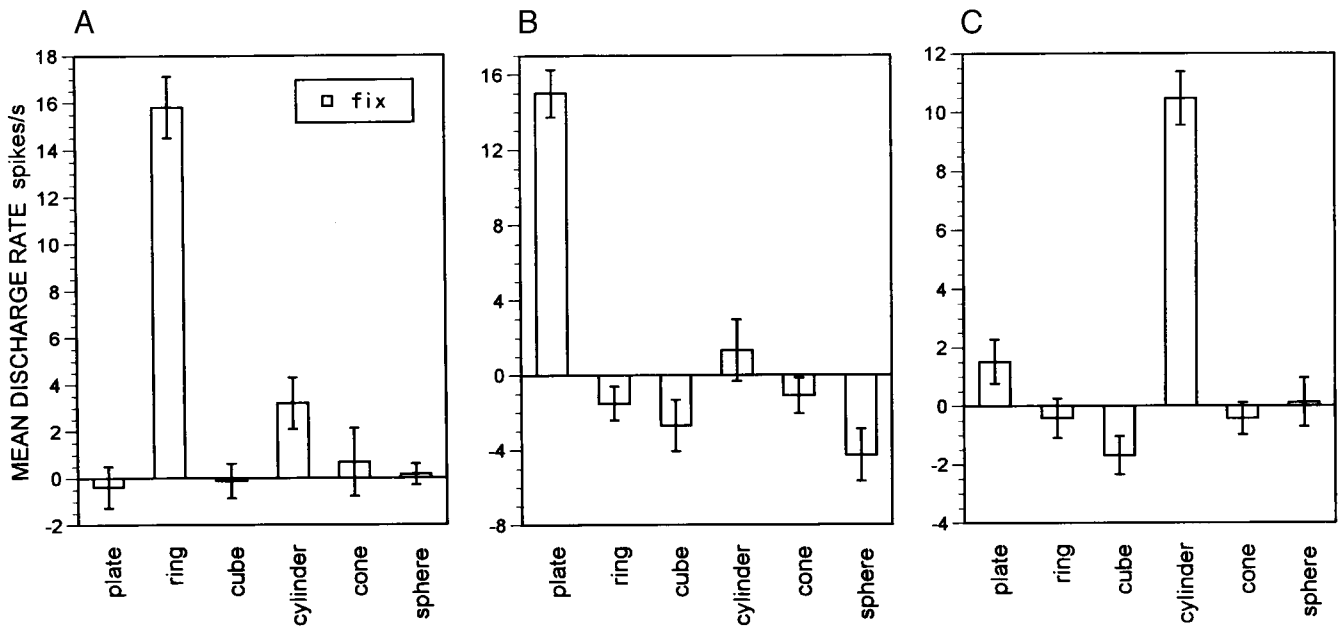 A
B
C
MEAN DISCHARGE RATE spikes/s
18
16
14
12
10
8
6
4
2
0
-2
fix
plate
ring
cube
cylinder
cone
sphere
16
12
8
4
0
-4
-8
plate
ring
cube
cylinder
cone
sphere
12
10
8
6
4
2
0
-2
-4
plate
ring
cube
cylinder
cone
sphere